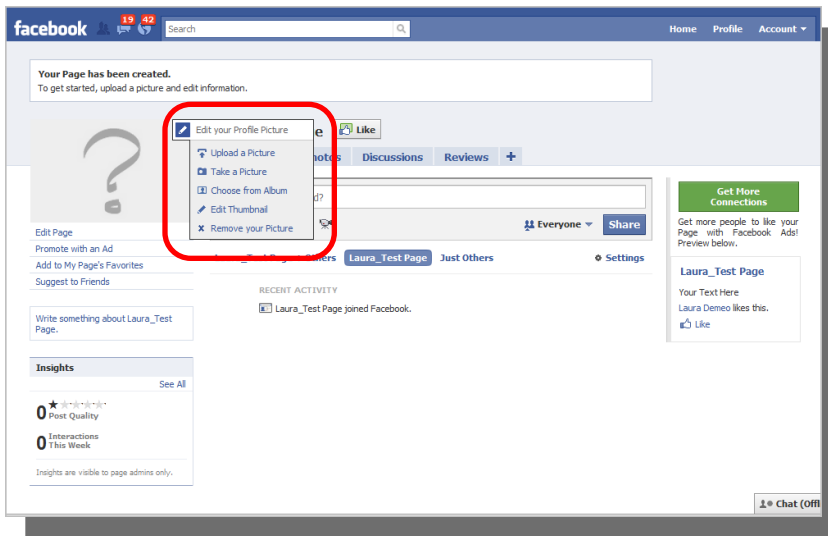 facebook
19 42
Search
Home Profile Account
Your Page has been created.
To get started, upload a picture and edit information.
Edit your Profile Picture
Upload a Picture
Take a Picture
Choose from Album
Edit Thumbnail
Remove your Picture
e Like
hotos Discussions Reviews +
d?
Everyone Share
Others Laura_Test Page Just Others
Settings
RECENT ACTIVITY
Laura_Test Page joined Facebook.
Edit Page
Promote with an Ad
Add to My Page's Favorites
Suggest to Friends
Write something about Laura_Test
Page.
Insights
See All
0 Post Quality
0 Interactions
This Week
Insights are visible to page admins only.
Get More
Connections
Get more people to like your
Page with Facebook Ads!
Preview below.
Laura_Test Page
Your Text Here
Laura Demeo likes this.
Like
Chat (Offl